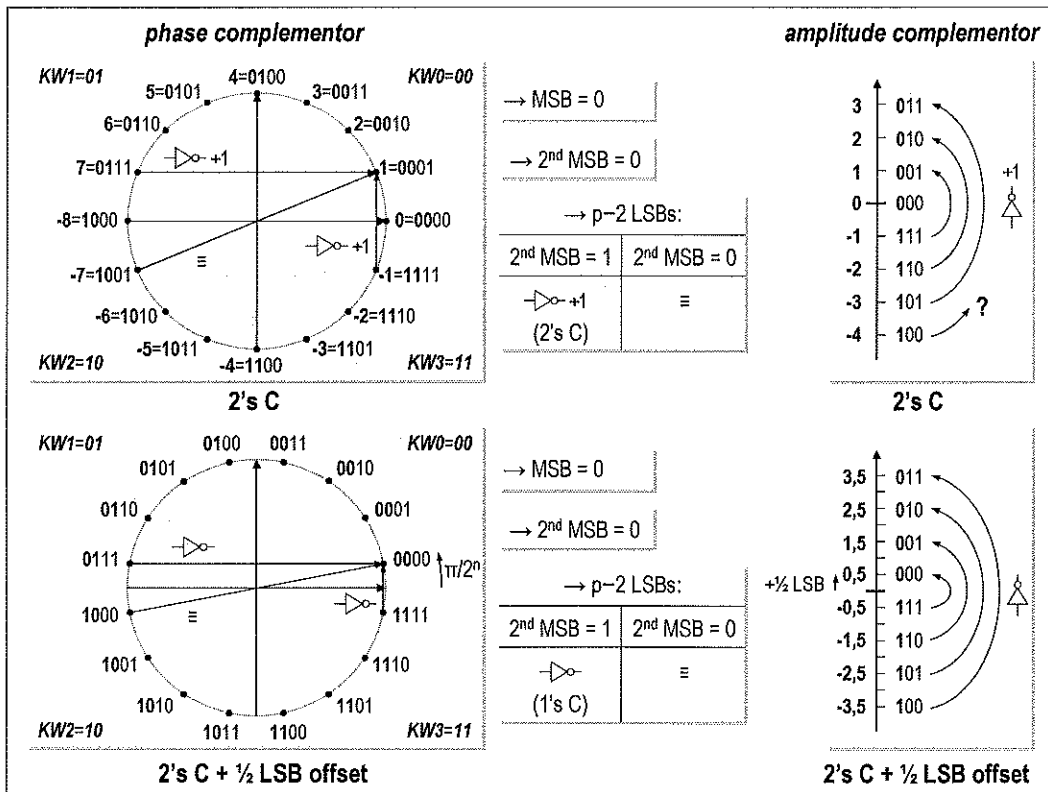 phase complementor
amplitude complementor
KW1=01
4=0100
KW0=00
5=0101
3=0011
6=0110
2=0010
7=0111
+1
1=0001
-8=1000
0=0000
+1
≡
-7=1001
-1=1111
-6=1010
-2=1110
-5=1011
-3=1101
KW2=10
-4=1100
KW3=11
2's C
→ MSB = 0
→ 2nd MSB = 0
→ p–2 LSBs:
2nd MSB = 1
2nd MSB = 0
+1
≡
(2's C)
3 011
2 010
1 001
+1
0 000
-1 111
-2 110
-3 101
?
-4 100
2's C
KW1=01
0100
0011
KW0=00
0101
0010
0110
0001
0111
0000
π/2ⁿ
1000
≡
1111
1001
1110
1010
1101
KW2=10
1011
1100
KW3=11
2's C + ½ LSB offset
→ MSB = 0
→ 2nd MSB = 0
→ p–2 LSBs:
2nd MSB = 1
2nd MSB = 0
≡
(1's C)
3,5 011
2,5 010
1,5 001
0,5 000
+½ LSB
-0,5 111
-1,5 110
-2,5 101
-3,5 100
2's C + ½ LSB offset